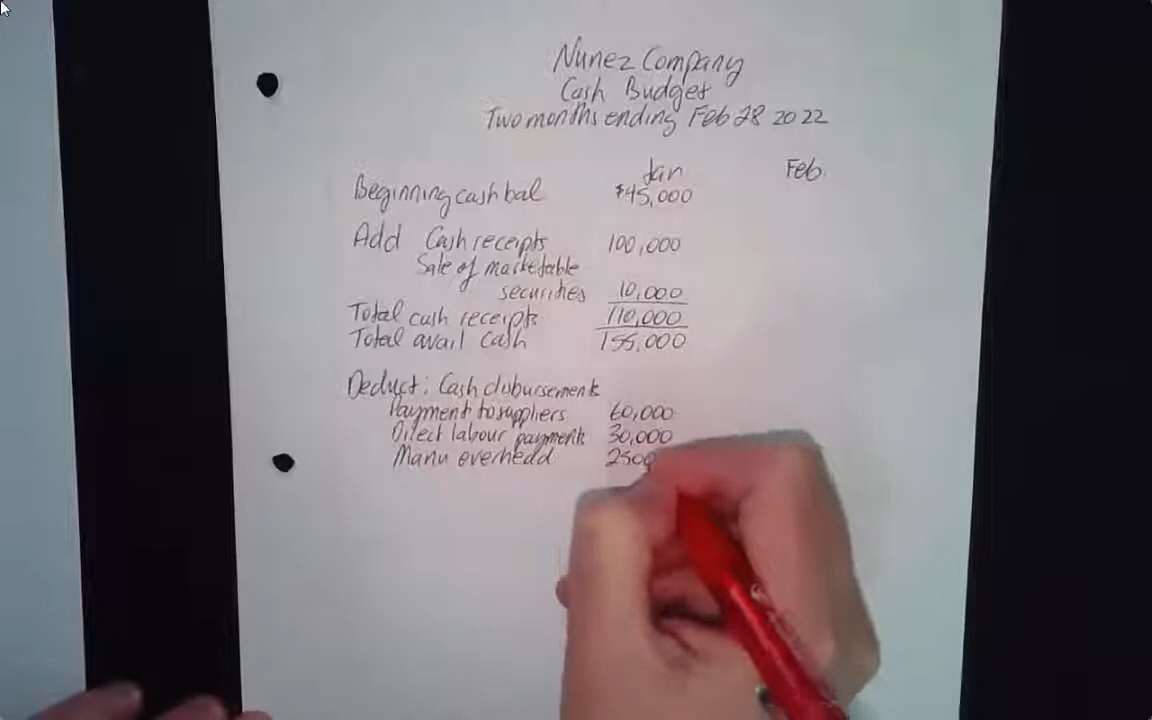 Nunez Company
Cash Budget
Two months ending Feb 28 2022
Jan Feb
Beginning cash bal $45,000
Add Cash receipts 100,000
Sale of marketable
securities 10,000
Total cash receipts 110,000
Total avail cash 155,000
Deduct: Cash disbursements
Payment to suppliers 60,000
Direct labour payments 30,000
Manu overhead 2500